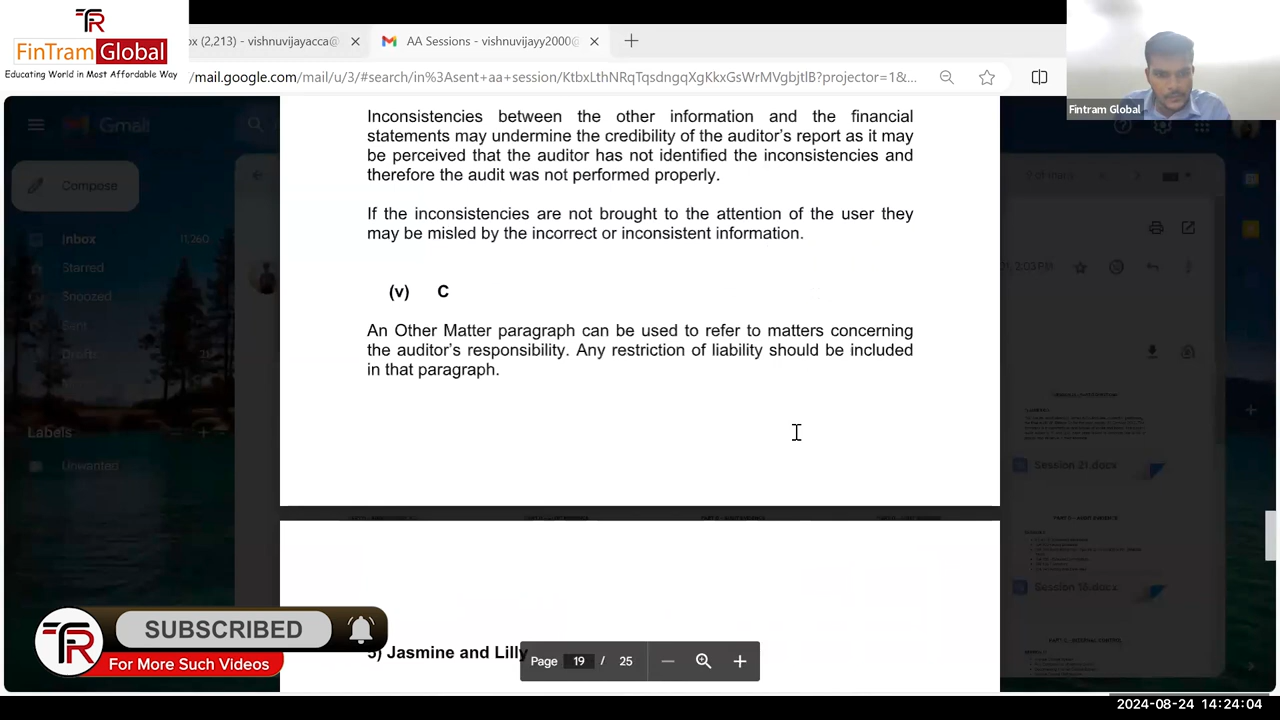 FinTram Global
Educating World in Most Affordable Way
(2,213) - vishnuvijayacca@
AA Sessions - vishnuvijayy2000@
/mail.google.com/mail/u/3/#search/in%3Asent+aa+session/KtbxLthNRqTqsdngqXgKkxGsWrMVgbjtlB?projector=1&...
Fintram Global
Gmail
Compose
Inbox 11,260
Starred
Snoozed
Sent
Drafts
Labels
Unwanted
Inconsistencies between the other information and the financial
statements may undermine the credibility of the auditor's report as it may
be perceived that the auditor has not identified the inconsistencies and
therefore the audit was not performed properly.
If the inconsistencies are not brought to the attention of the user they
may be misled by the incorrect or inconsistent information.
(v) C
An Other Matter paragraph can be used to refer to matters concerning
the auditor's responsibility. Any restriction of liability should be included
in that paragraph.
Session 21.docx
Session 18.docx
5) Jasmine and Lilly
Page 19 / 25
SUBSCRIBED
For More Such Videos
2024-08-24 14:24:04